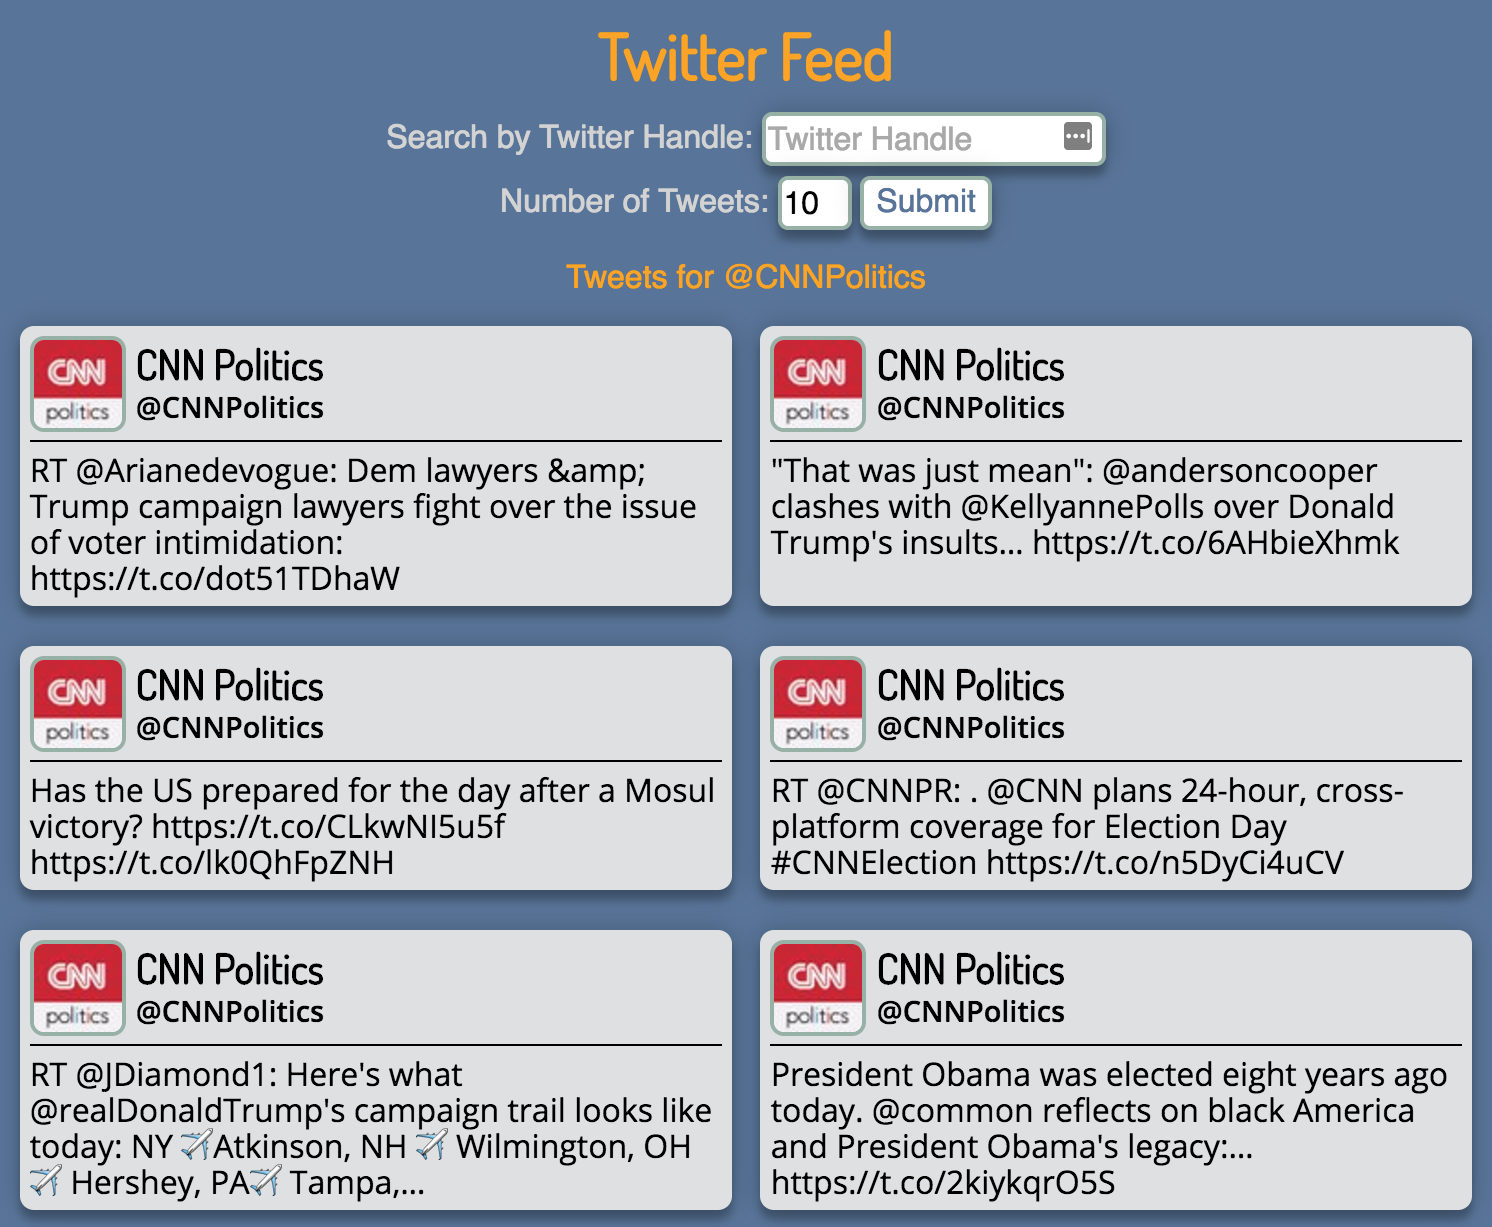 Twitter Feed
Search by Twitter Handle: Twitter Handle
Number of Tweets: 10 Submit
Tweets for @CNNPolitics
CNN
politics
CNN Politics
@CNNPolitics
RT @Arianedevogue: Dem lawyers &amp;
Trump campaign lawyers fight over the issue
of voter intimidation:
https://t.co/dot51TDhaW
CNN
politics
CNN Politics
@CNNPolitics
"That was just mean": @andersoncooper
clashes with @KellyannePolls over Donald
Trump's insults... https://t.co/6AHbieXhmk
CNN
politics
CNN Politics
@CNNPolitics
Has the US prepared for the day after a Mosul
victory? https://t.co/CLkwNI5u5f
https://t.co/lk0QhFpZNH
CNN
politics
CNN Politics
@CNNPolitics
RT @CNNPR: . @CNN plans 24-hour, cross-
platform coverage for Election Day
#CNNElection https://t.co/n5DyCi4uCV
CNN
politics
CNN Politics
@CNNPolitics
RT @JDiamond1: Here's what
@realDonaldTrump's campaign trail looks like
today: NY ✈️Atkinson, NH ✈️ Wilmington, OH
✈️ Hershey, PA✈️ Tampa,...
CNN
politics
CNN Politics
@CNNPolitics
President Obama was elected eight years ago
today. @common reflects on black America
and President Obama's legacy:...
https://t.co/2kiykqrO5S